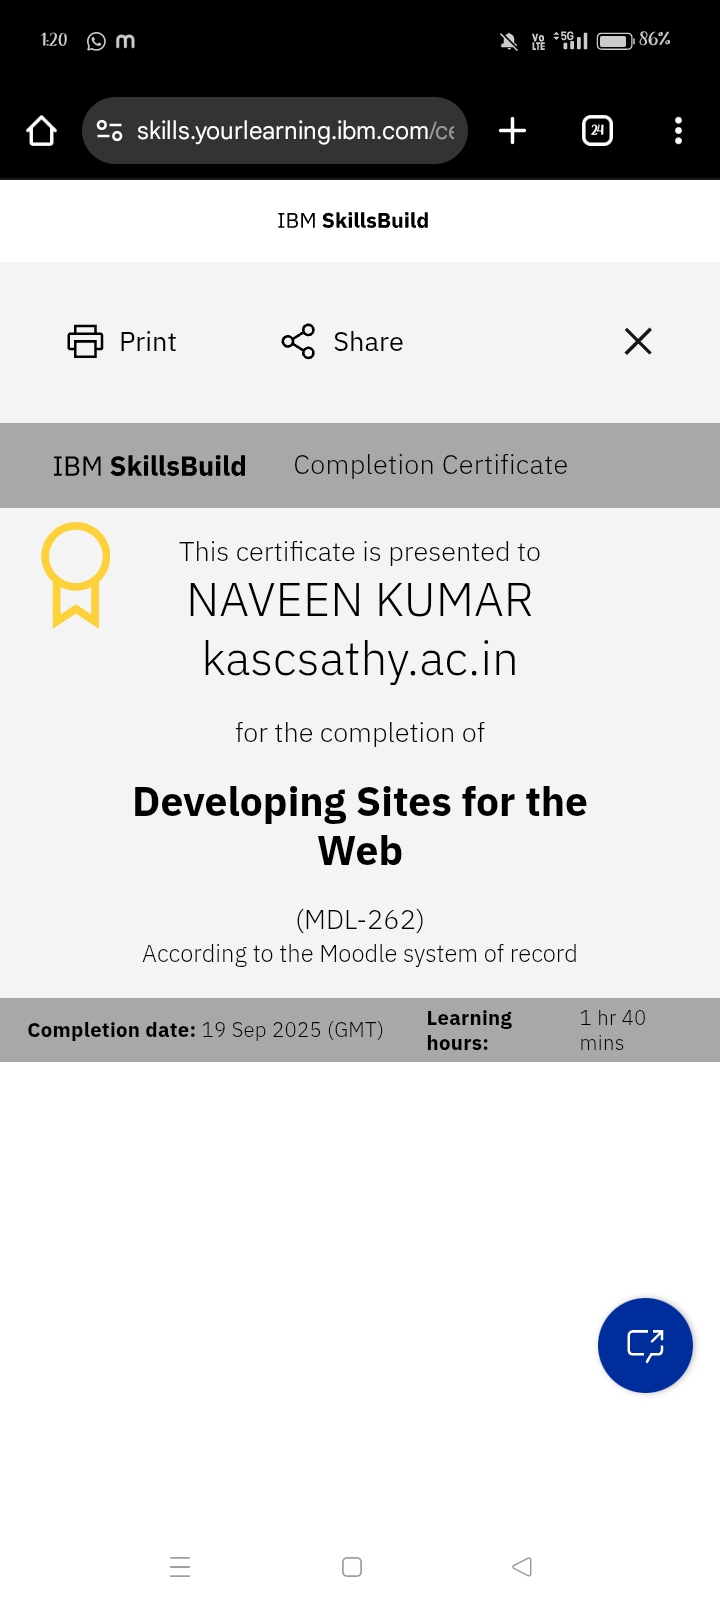 1:20
m
Vo LTE 5G 86%
skills.yourlearning.ibm.com/ce
24
IBM SkillsBuild
Print Share
IBM SkillsBuild Completion Certificate
This certificate is presented to
NAVEEN KUMAR
kascsathy.ac.in
for the completion of
Developing Sites for the
Web
(MDL-262)
According to the Moodle system of record
Completion date: 19 Sep 2025 (GMT)
Learning
hours:
1 hr 40
mins